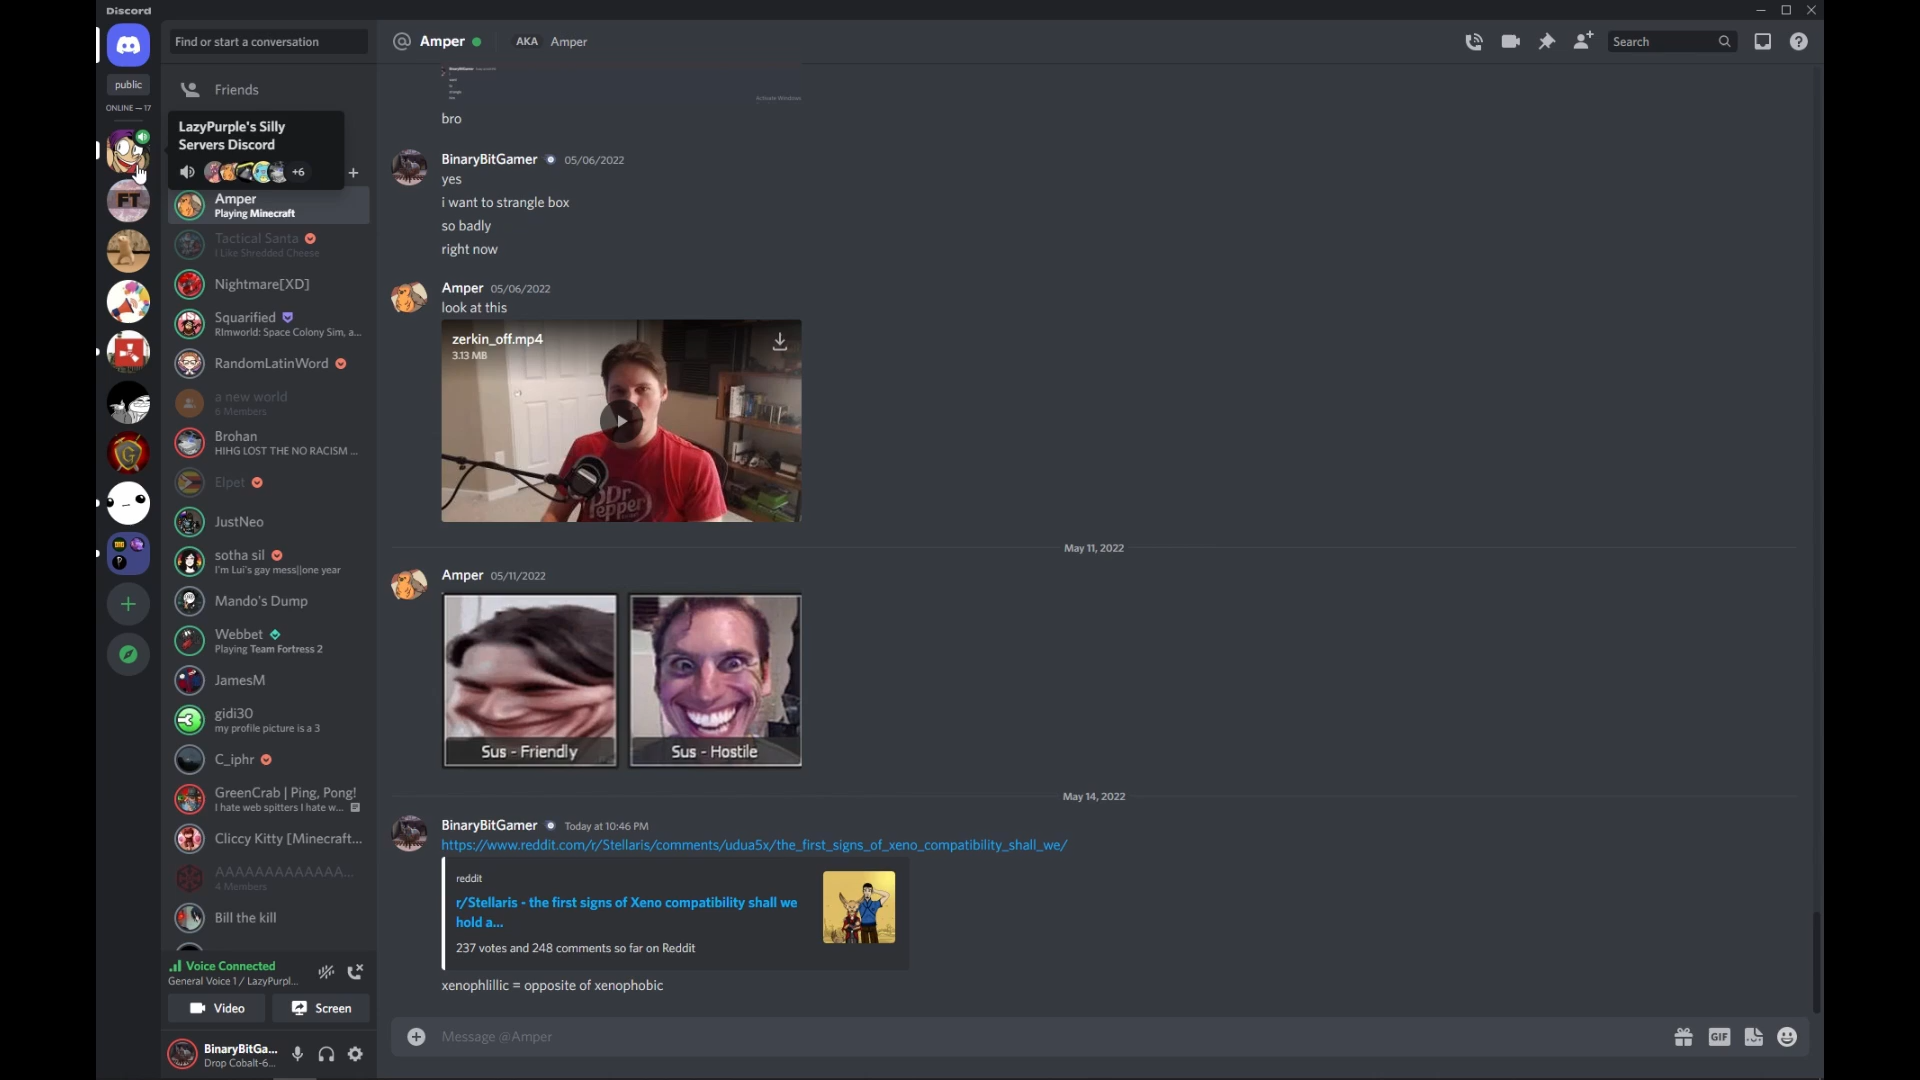 Discord
Find or start a conversation
Amper
AKA
Amper
Search
public
ONLINE — 17
Friends
LazyPurple's Silly
Servers Discord
+6
FT
Amper
Playing Minecraft
Tactical Santa
I Like Shredded Cheese
Nightmare[XD]
Squarified
RImworld: Space Colony Sim, a...
RandomLatinWord
a new world
6 Members
Brohan
HIHG LOST THE NO RACISM ...
Elpet
JustNeo
sotha sil
I'm Lui's gay mess||one year
Mando's Dump
Webbet
Playing Team Fortress 2
JamesM
gidi30
my profile picture is a 3
C_iphr
GreenCrab | Ping, Pong!
I hate web spitters I hate w...
Cliccy Kitty [Minecraft...
AAAAAAAAAAAAA...
4 Members
Bill the kill
Voice Connected
General Voice 1 / LazyPurpl...
Video
Screen
BinaryBitGa...
Drop Cobalt-6...
Activate Windows
bro
BinaryBitGamer 05/06/2022
yes
i want to strangle box
so badly
right now
Amper 05/06/2022
look at this
zerkin_off.mp4
3.13 MB
Dr
Pepper
May 11, 2022
Amper 05/11/2022
Sus - Friendly
Sus - Hostile
May 14, 2022
BinaryBitGamer Today at 10:46 PM
https://www.reddit.com/r/Stellaris/comments/udua5x/the_first_signs_of_xeno_compatibility_shall_we/
reddit
r/Stellaris - the first signs of Xeno compatibility shall we
hold a...
237 votes and 248 comments so far on Reddit
xenophlillic = opposite of xenophobic
Message @Amper
GIF